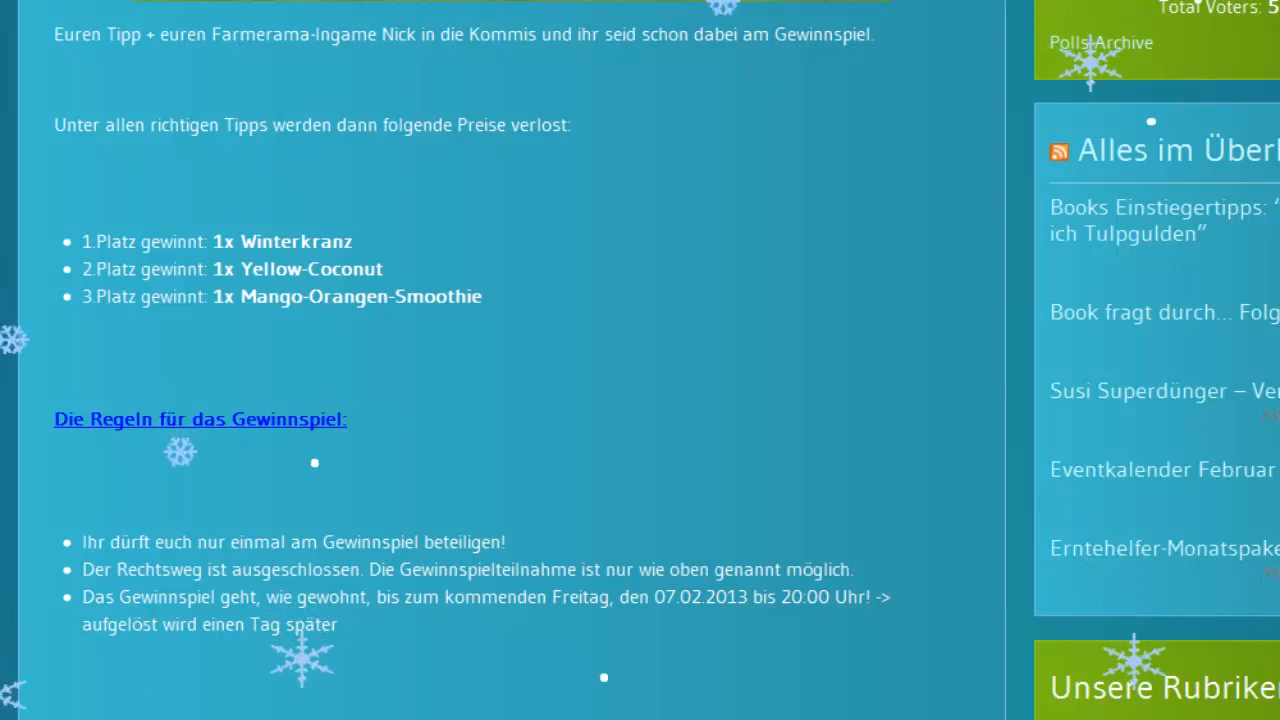 Euren Tipp + euren Farmerama-Ingame Nick in die Kommis und ihr seid schon dabei am Gewinnspiel.
Unter allen richtigen Tipps werden dann folgende Preise verlost:
1.Platz gewinnt: 1x Winterkranz
2.Platz gewinnt: 1x Yellow-Coconut
3.Platz gewinnt: 1x Mango-Orangen-Smoothie
Die Regeln für das Gewinnspiel:
Ihr dürft euch nur einmal am Gewinnspiel beteiligen!
Der Rechtsweg ist ausgeschlossen. Die Gewinnspielteilnahme ist nur wie oben genannt möglich.
Das Gewinnspiel geht, wie gewohnt, bis zum kommenden Freitag, den 07.02.2013 bis 20:00 Uhr! ->
aufgelöst wird einen Tag später
Total Voters: 5
Polls Archive
Alles im Überl
Books Einstiegertipps: “
ich Tulpgulden”
Book fragt durch... Folg
Susi Superdünger – Ver
Eventkalender Februar
Erntehelfer-Monatspake
Unsere Rubriken